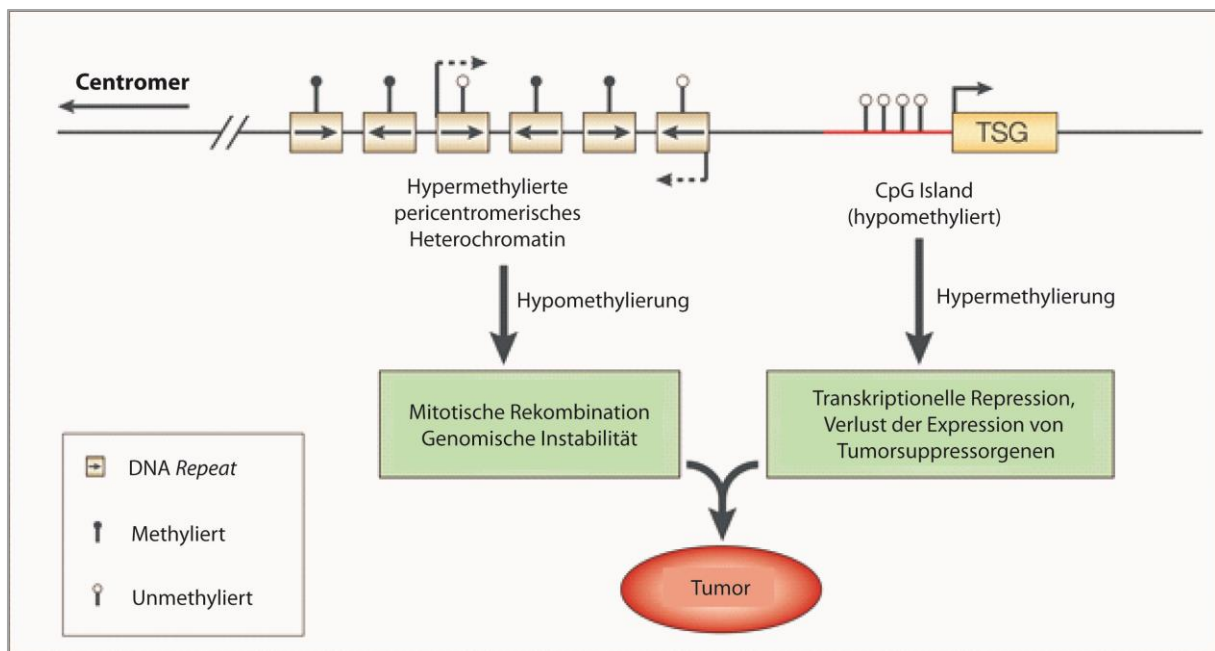 Centromer
TSG
Hypermethylierte
pericentromerisches
Heterochromatin
CpG Island
(hypomethyliert)
Hypomethylierung
Hypermethylierung
Mitotische Rekombination
Genomische Instabilität
Transkriptionelle Repression,
Verlust der Expression von
Tumorsuppressorgenen
DNA Repeat
Methyliert
Unmethyliert
Tumor